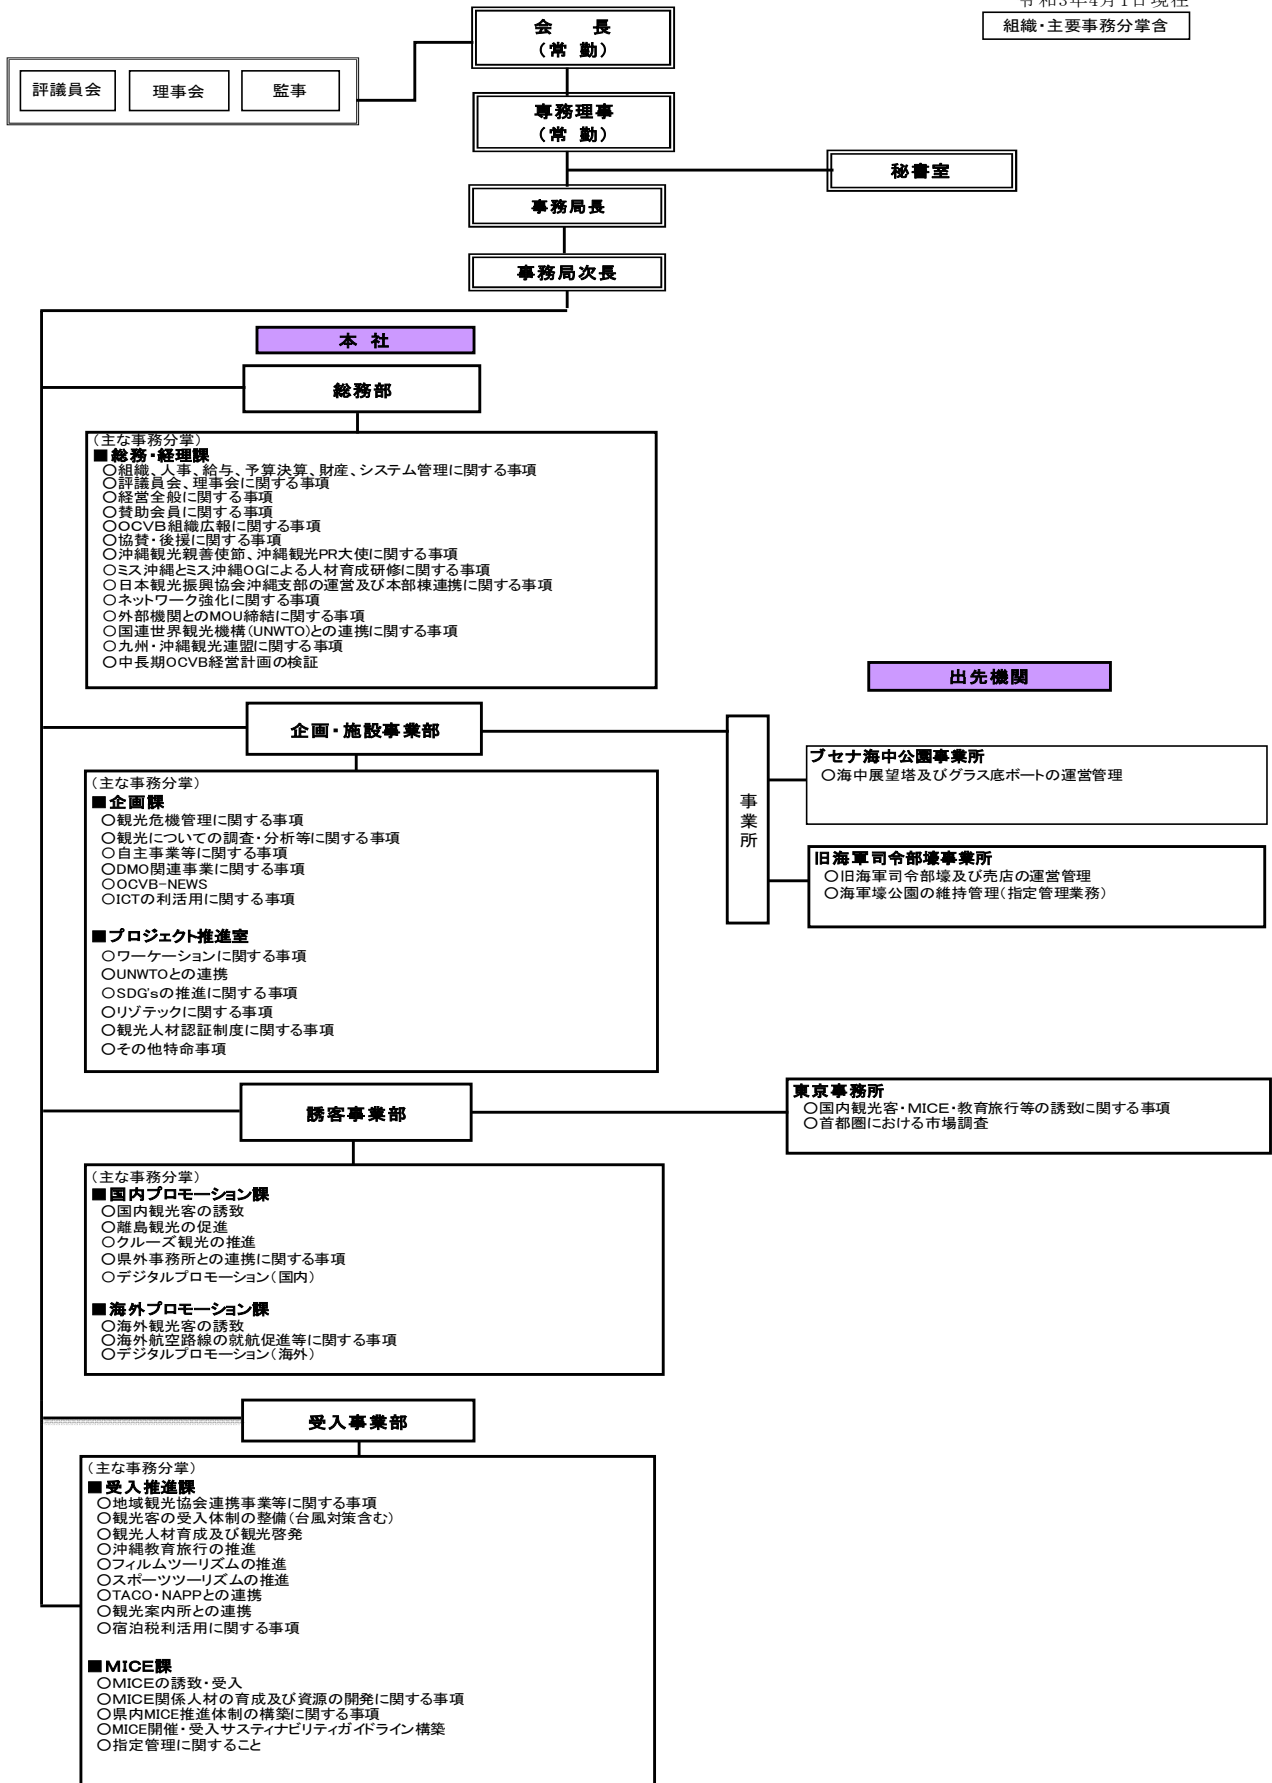 令和3年4月1日現在
組織・主要事務分掌含
会　長
（常 勤）
評議員会
理事会
監事
専務理事
（常 勤）
秘書室
事務局長
事務局次長
本 社
総務部
（主な事務分掌）
■総務・経理課
○組織、人事、給与、予算決算、財産、システム管理に関する事項
○評議員会、理事会に関する事項
○経営全般に関する事項
○賛助会員に関する事項
○OCVB組織広報に関する事項
○協賛・後援に関する事項
○沖縄観光親善使節、沖縄観光PR大使に関する事項
○ミス沖縄とミス沖縄OGによる人材育成研修に関する事項
○日本観光振興協会沖縄支部の運営及び本部棟連携に関する事項
○ネットワーク強化に関する事項
○外部機関とのMOU締結に関する事項
○国連世界観光機構（UNWTO）との連携に関する事項
○九州・沖縄観光連盟に関する事項
○中長期OCVB経営計画の検証
出先機関
企画・施設事業部
（主な事務分掌）
■企画課
○観光危機管理に関する事項
○観光についての調査・分析等に関する事項
○自主事業等に関する事項
○DMO関連事業に関する事項
○OCVB-NEWS
○ICTの利活用に関する事項
■プロジェクト推進室
○ワーケーションに関する事項
○UNWTOとの連携
○SDG'sの推進に関する事項
○リゾテックに関する事項
○観光人材認証制度に関する事項
○その他特命事項
事業所
ブセナ海中公園事業所
○海中展望塔及びグラス底ボートの運営管理
旧海軍司令部壕事業所
○旧海軍司令部壕及び売店の運営管理
○海軍壕公園の維持管理（指定管理業務）
誘客事業部
東京事務所
○国内観光客・MICE・教育旅行等の誘致に関する事項
○首都圏における市場調査
（主な事務分掌）
■国内プロモーション課
○国内観光客の誘致
○離島観光の促進
○クルーズ観光の推進
○県外事務所との連携に関する事項
○デジタルプロモーション（国内）
■海外プロモーション課
○海外観光客の誘致
○海外航空路線の就航促進等に関する事項
○デジタルプロモーション（海外）
受入事業部
（主な事務分掌）
■受入推進課
○地域観光協会連携事業等に関する事項
○観光客の受入体制の整備（台風対策含む）
○観光人材育成及び観光啓発
○沖縄教育旅行の推進
○フィルムツーリズムの推進
○スポーツツーリズムの推進
○TACO・NAPPとの連携
○観光案内所との連携
○宿泊税利活用に関する事項
■MICE課
○MICEの誘致・受入
○MICE関係人材の育成及び資源の開発に関する事項
○県内MICE推進体制の構築に関する事項
○MICE開催・受入サスティナビリティガイドライン構築
○指定管理に関すること